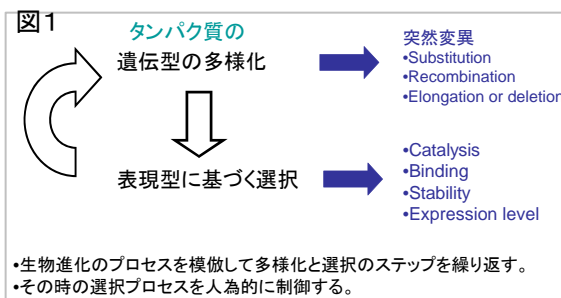 図1
タンパク質の
遺伝型の多様化
突然変異
•Substitution
•Recombination
•Elongation or deletion
表現型に基づく選択
•Catalysis
•Binding
•Stability
•Expression level
•生物進化のプロセスを模倣して多様化と選択のステップを繰り返す。
•その時の選択プロセスを人為的に制御する。